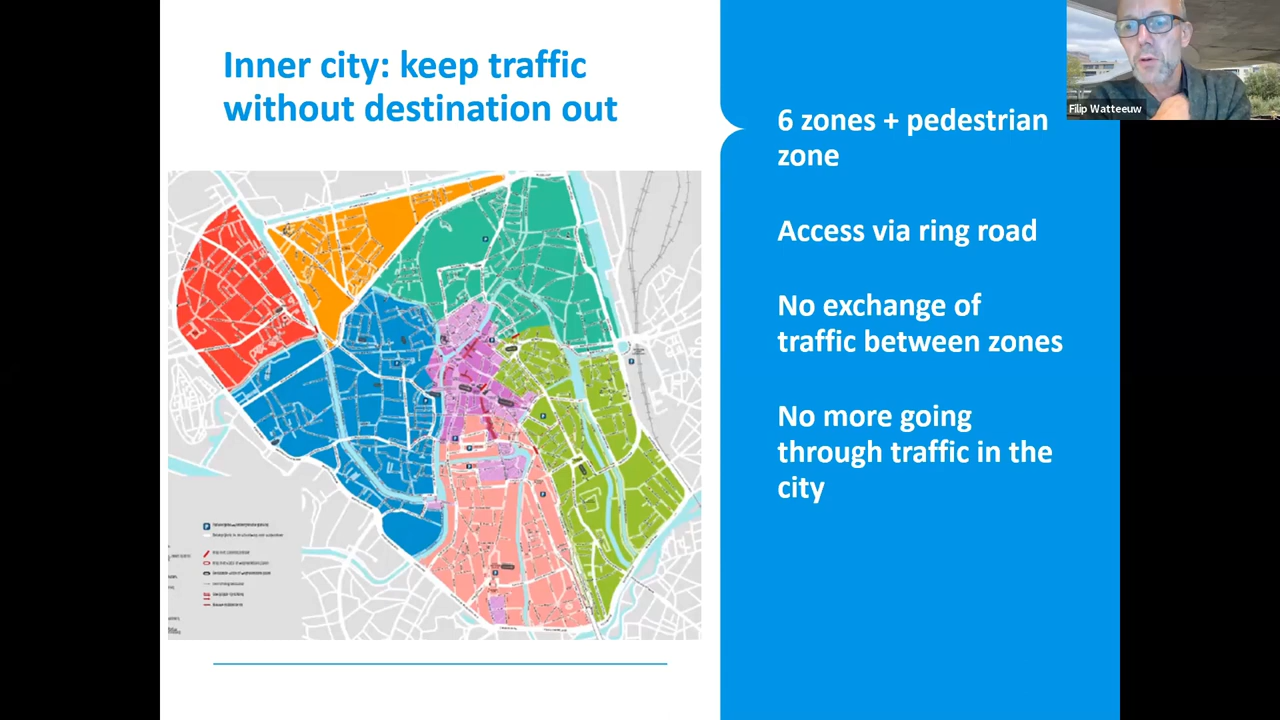 Inner city: keep traffic
without destination out
6 zones + pedestrian
zone
Access via ring road
No exchange of
traffic between zones
No more going
through traffic in the
city
Filip Watteeuw